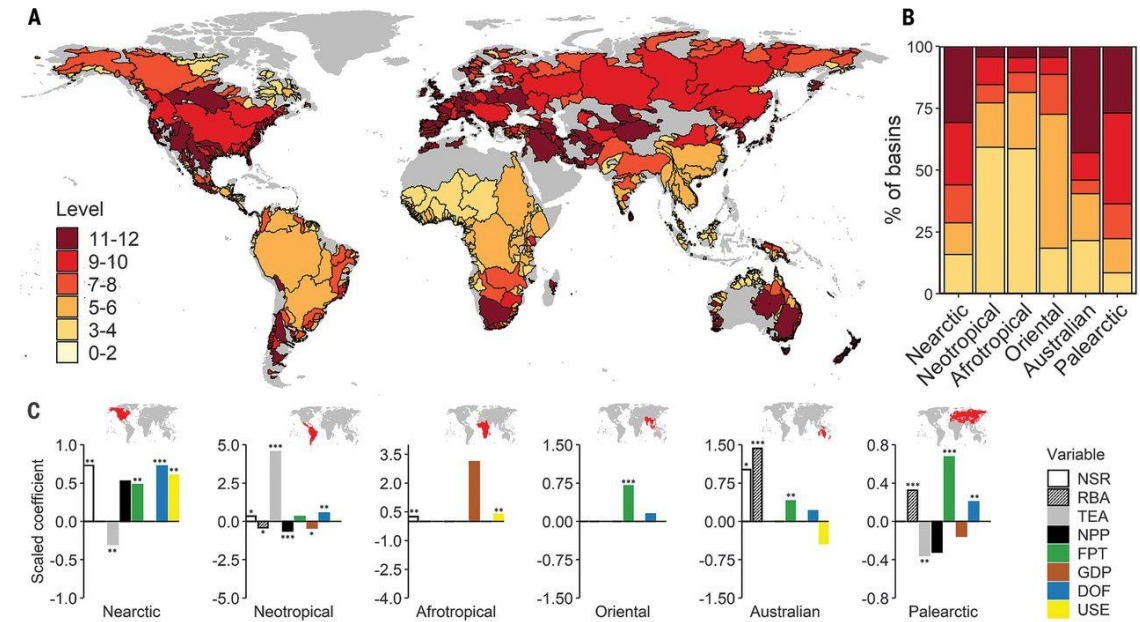 A
Level
11-12
9-10
7-8
5-6
3-4
0-2
B
% of basins
100
75
50
25
0
Nearctic
Neotropical
Afrotropical
Oriental
Australian
Palearctic
C
Scaled coefficient
1.0
0.5
0.0
-0.5
-1.0
**
**
**
***
**
Nearctic
5.0
2.5
0.0
-2.5
-5.0
*
*
***
***
*
**
Neotropical
3.5
2.0
0.5
-1.0
-2.5
-4.0
**
**
Afrotropical
1.50
0.75
0.00
-0.75
-1.50
***
Oriental
1.50
0.75
0.00
-0.75
-1.50
*
***
**
Australian
0.8
0.4
0.0
-0.4
-0.8
***
**
***
**
Palearctic
Variable
NSR
RBA
TEA
NPP
FPT
GDP
DOF
USE